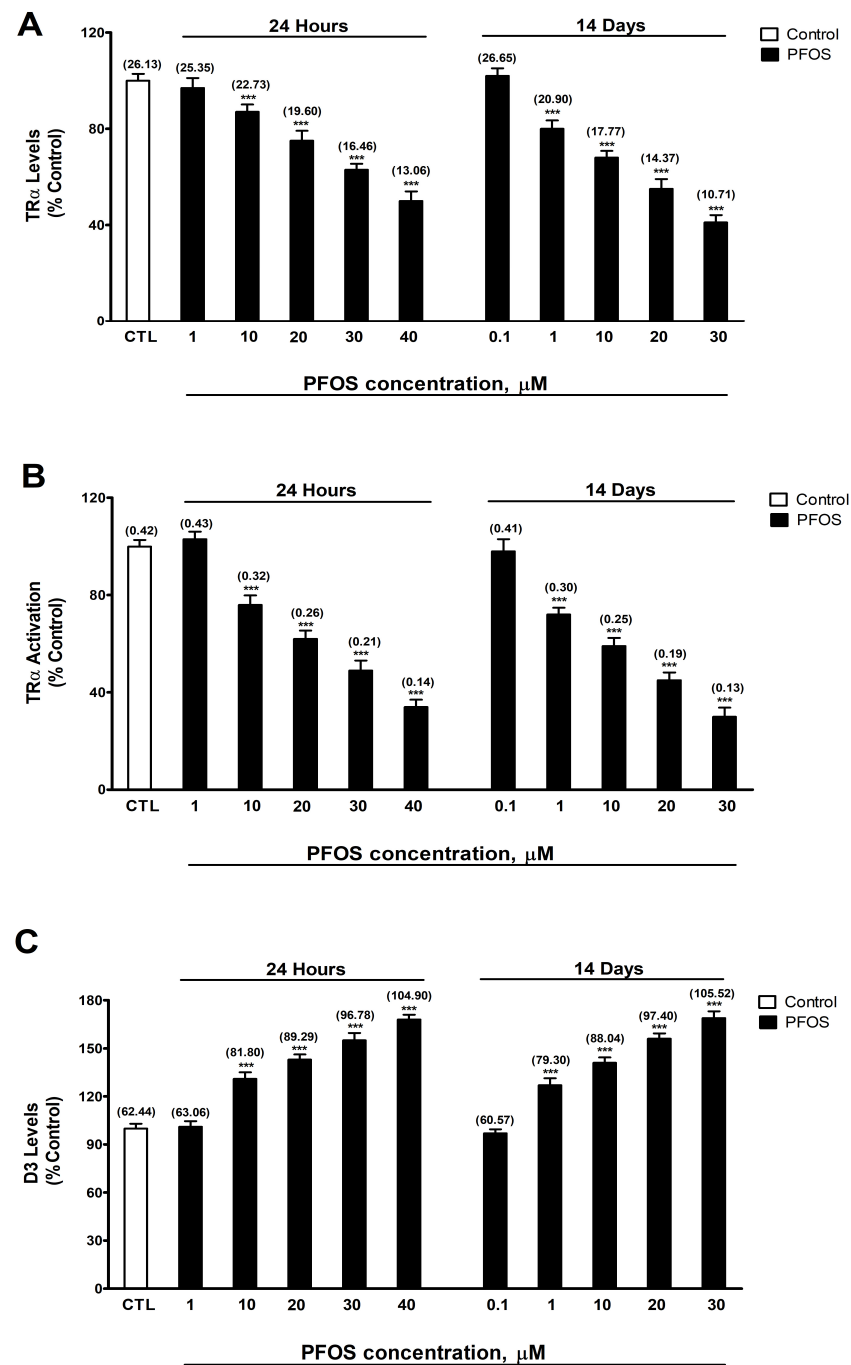 A
24 Hours
14 Days
Control
PFOS
120
80
40
0
TRα Levels
(% Control)
(26.13)
(25.35)
(22.73)
***
(19.60)
***
(16.46)
***
(13.06)
***
(26.65)
(20.90)
***
(17.77)
***
(14.37)
***
(10.71)
***
CTL 1 10 20 30 40 0.1 1 10 20 30
PFOS concentration, μM
B
24 Hours
14 Days
Control
PFOS
120
80
40
0
TRα Activation
(% Control)
(0.42)
(0.43)
(0.32)
***
(0.26)
***
(0.21)
***
(0.14)
***
(0.41)
(0.30)
***
(0.25)
***
(0.19)
***
(0.13)
***
CTL 1 10 20 30 40 0.1 1 10 20 30
PFOS concentration, μM
C
24 Hours
14 Days
Control
PFOS
180
150
120
90
60
30
0
D3 Levels
(% Control)
(62.44)
(63.06)
(81.80)
***
(89.29)
***
(96.78)
***
(104.90)
***
(60.57)
(79.30)
***
(88.04)
***
(97.40)
***
(105.52)
***
CTL 1 10 20 30 40 0.1 1 10 20 30
PFOS concentration, μM